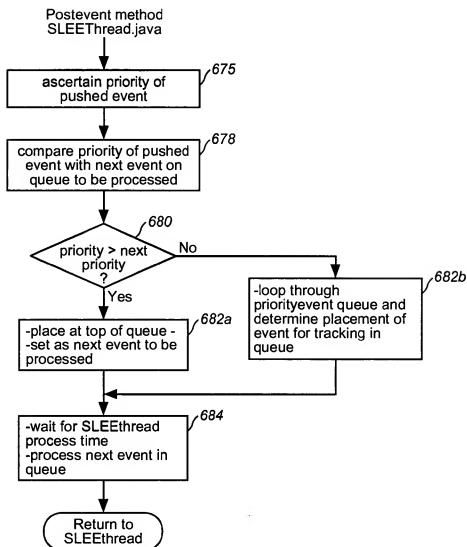 Postevent method
SLEEThread.java
675
ascertain priority of
pushed event
678
compare priority of pushed
event with next event on
queue to be processed
680
priority > next
priority
?
No
Yes
682b
-loop through
priorityevent queue and
determine placement of
event for tracking in
queue
682a
-place at top of queue -
-set as next event to be
processed
684
-wait for SLEEthread
process time
-process next event in
queue
Return to
SLEEthread